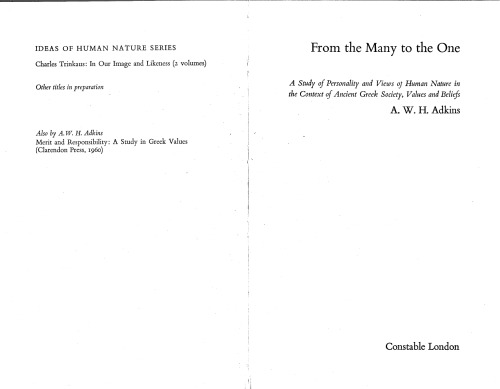 IDEAS OF HUMAN NATURE SERIES
Charles Trinkaus: In Our Image and Likeness (2 volumes)
Other titles in preparation
Also by A.W. H. Adkins
Merit and Responsibility: A Study in Greek Values
(Clarendon Press, 1960)
From the Many to the One
A Study of Personality and Views of Human Nature in
the Context of Ancient Greek Society, Values and Beliefs
A. W. H. Adkins
Constable London